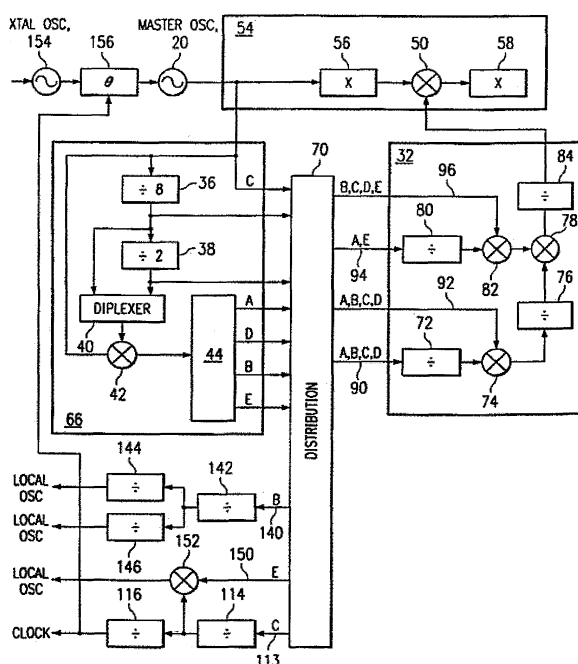 XTAL OSC,
154
156
θ
MASTER OSC,
20
54
56
X
50
58
X
66
÷ 8
36
C
÷ 2
38
DIPLEXER
40
42
44
A
D
B
E
70
DISTRIBUTION
B,C,D,E
96
A,E
94
A,B,C,D
92
A,B,C,D
90
32
80
÷
82
84
÷
78
76
÷
72
÷
74
144
÷
LOCAL
OSC
142
÷
B
140
LOCAL
OSC
÷
146
152
150
E
LOCAL
OSC
116
÷
114
÷
C
113
CLOCK